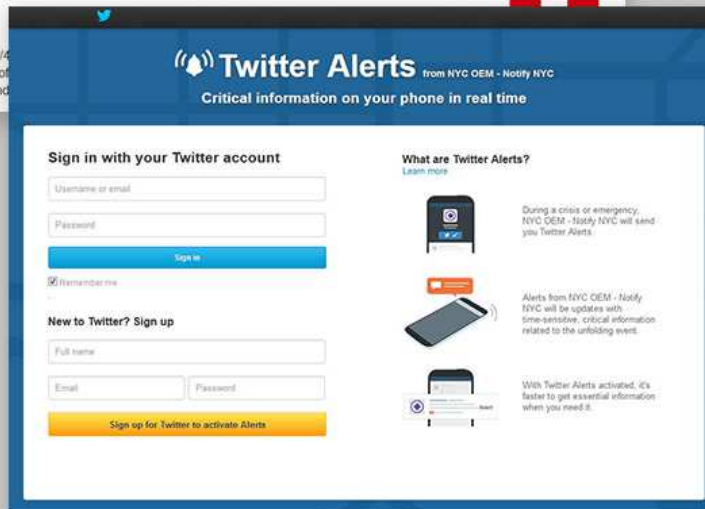 /4
of
nd
Twitter Alerts from NYC OEM - Notify NYC
Critical information on your phone in real time
Sign in with your Twitter account
Username or email
Password
Sign in
Remember me
New to Twitter? Sign up
Full name
Email
Password
Sign up for Twitter to activate Alerts
What are Twitter Alerts?
Learn more
During a crisis or emergency,
NYC OEM - Notify NYC will send
you Twitter Alerts.
Alerts from NYC OEM - Notify
NYC will be updates with
time-sensitive, critical information
related to the unfolding event.
With Twitter Alerts activated, it's
faster to get essential information
when you need it.